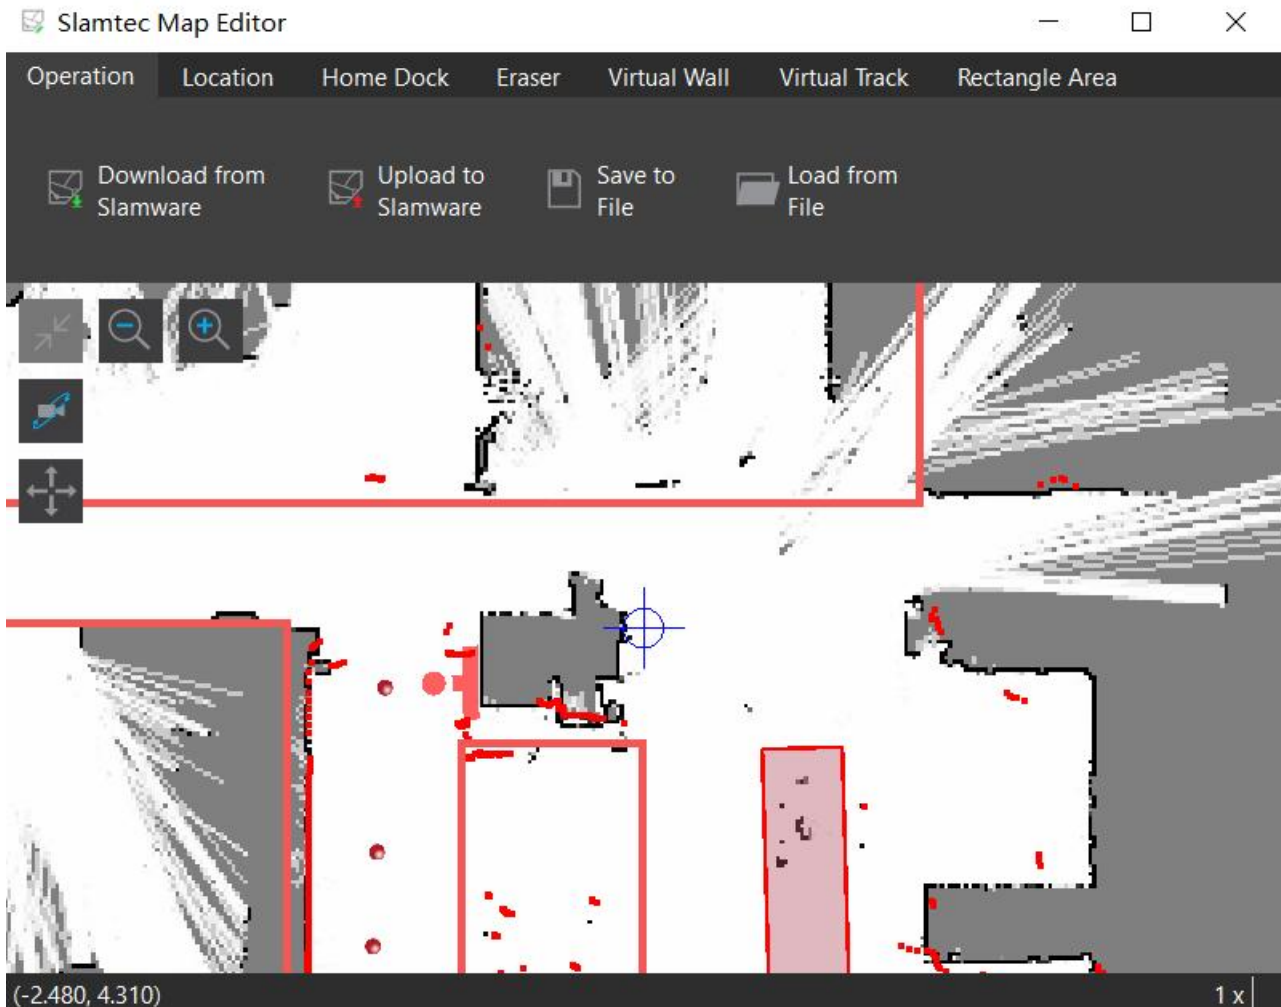 Slamtec Map Editor
Operation Location Home Dock Eraser Virtual Wall Virtual Track Rectangle Area
Download from
Slamware
Upload to
Slamware
Save to
File
Load from
File
(-2.480, 4.310)
1 x